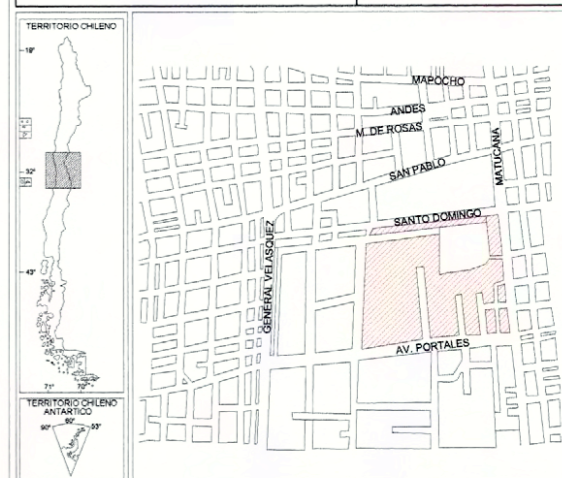 TERRITORIO CHILENO
18°
32°
43°
71° 70°
TERRITORIO CHILENO
ANTARTICO
90° 60° 53°
MAPOCHO
ANDES
M. DE ROSAS
MATUCANA
SAN PABLO
SANTO DOMINGO
GENERAL VELASQUEZ
AV. PORTALES